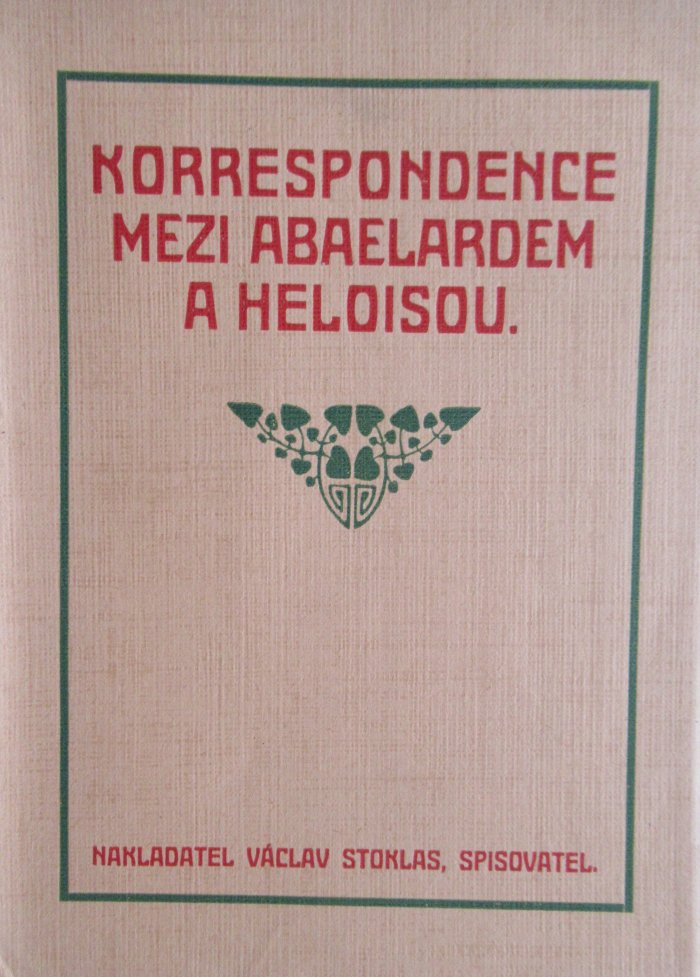 KORRESPONDENCE
MEZI ABAELARDEM
A HELOISOU.
NAKLADATEL VÁCLAV STOKLAS, SPISOVATEL.